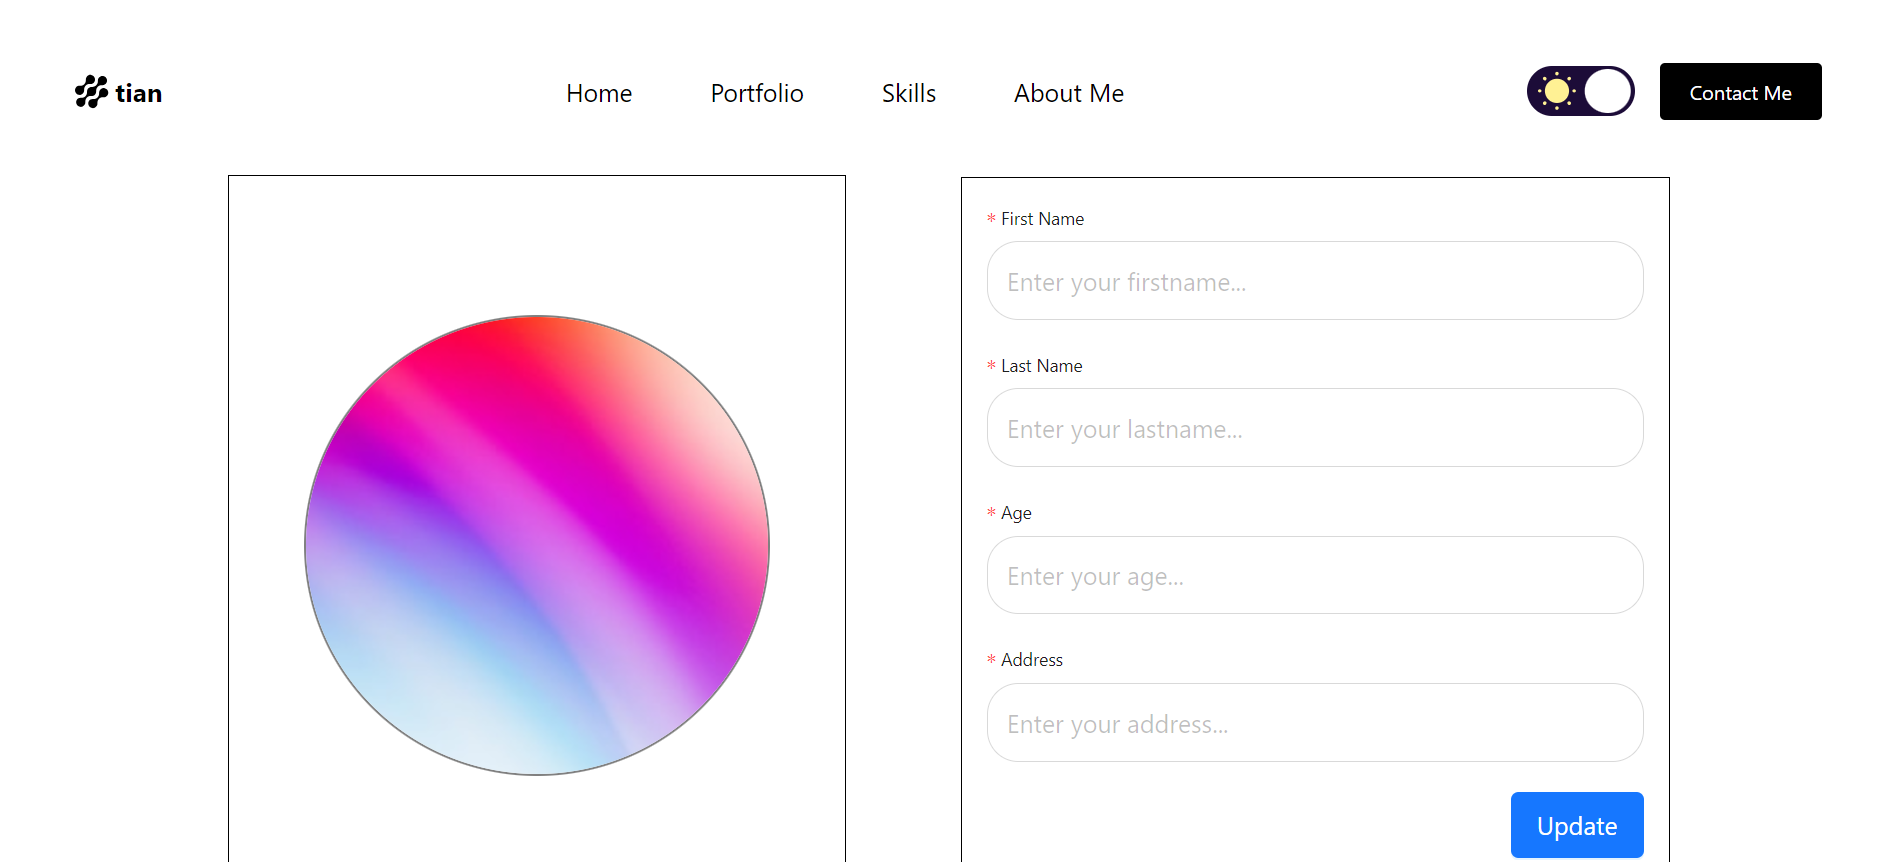 tian
Home Portfolio Skills About Me
Contact Me
* First Name
Enter your firstname...
* Last Name
Enter your lastname...
* Age
Enter your age...
* Address
Enter your address...
Update